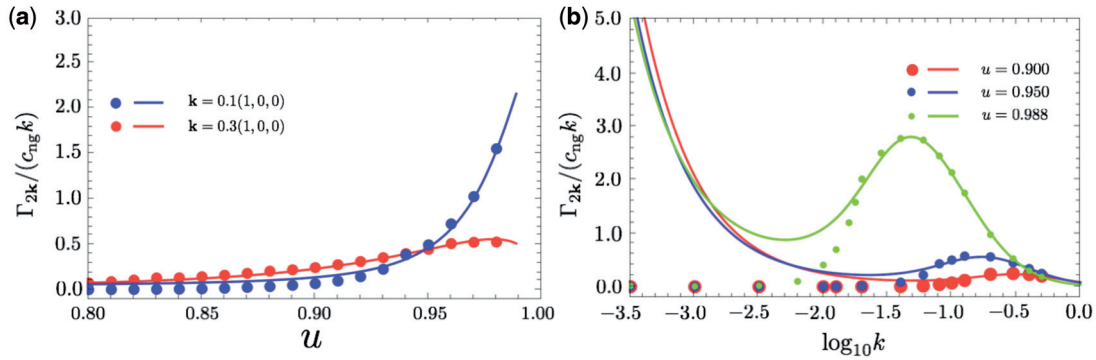 (a)
3.0
2.5
2.0
1.5
1.0
0.5
0.0
Γ2k/(cngk)
k = 0.1(1, 0, 0)
k = 0.3(1, 0, 0)
0.80 0.85 0.90 0.95 1.00
u
(b)
5.0
4.0
3.0
2.0
1.0
0.0
Γ2k/(cngk)
u = 0.900
u = 0.950
u = 0.988
−3.5 −3.0 −2.5 −2.0 −1.5 −1.0 −0.5 0.0
log10k